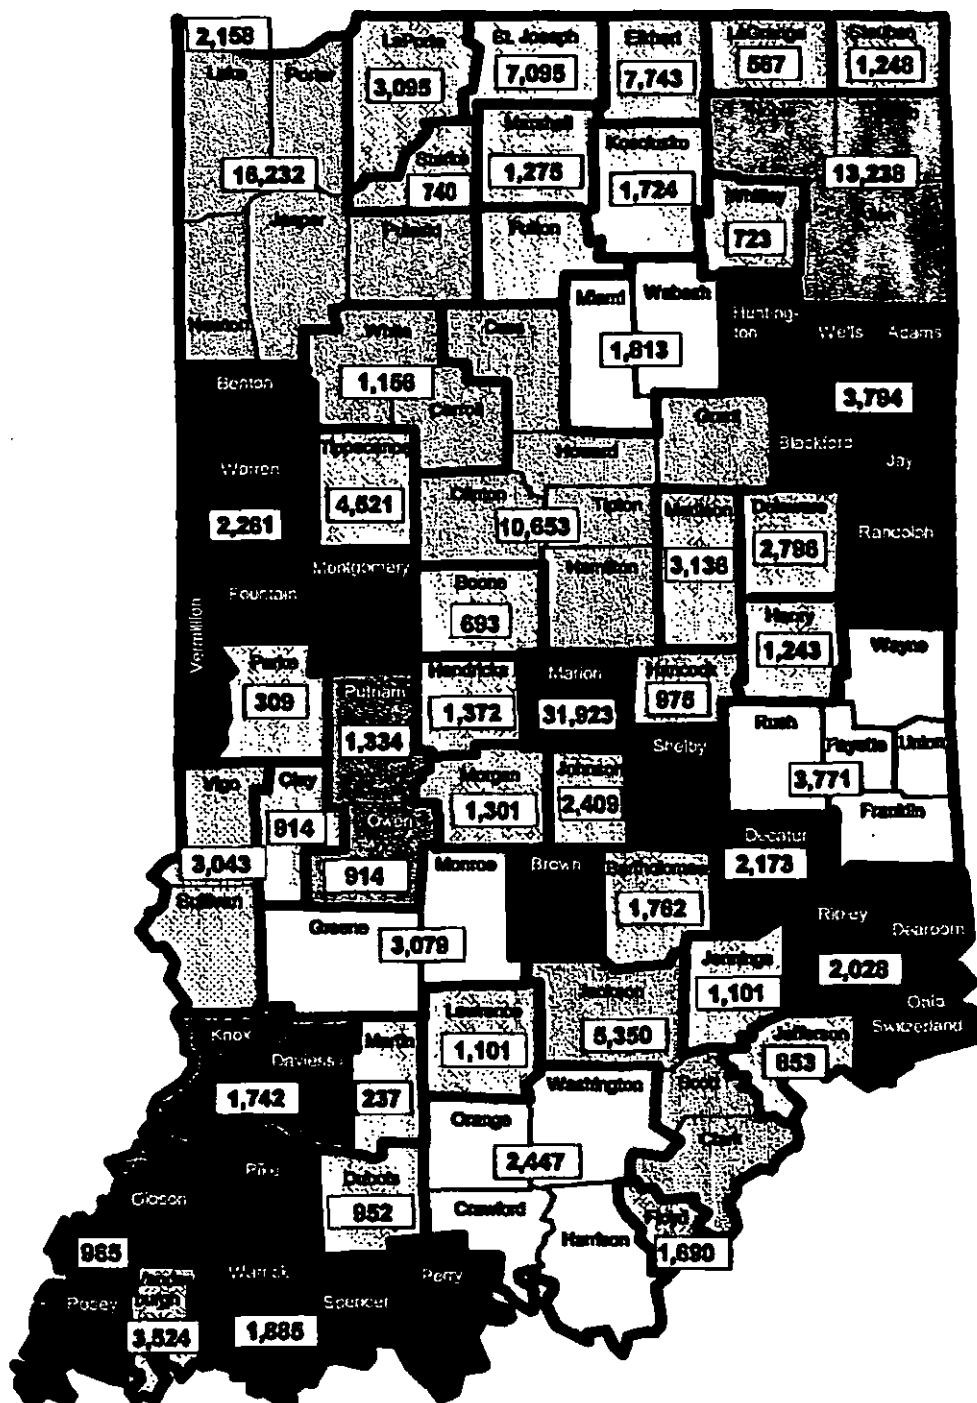 2,158
LaPorte
St. Joseph
Elkhart
LaGrange
Steuben
Lake
Porter
3,095
7,095
7,743
567
1,248
Marshall
Kosciusko
Starke
16,232
740
1,275
1,724
13,238
Whitley
Jasper
Pulaski
Fulton
723
Newton
White
Cass
Miami
Wabash
Hunting-
ton
Wells
Adams
1,813
Benton
1,156
Carroll
Grant
3,794
Blackford
Jay
Tippecanoe
Howard
Warren
4,521
Clinton
Tipton
Madison
Delaware
2,261
10,653
2,798
Randolph
Montgomery
Hamilton
3,138
Fountain
Boone
693
Henry
1,243
Wayne
Vermillion
Parke
309
Putnam
Hendricks
Marion
Hancock
976
1,334
1,372
31,923
Rush
Fayette
Union
Shelby
3,771
Vigo
Clay
Morgan
Johnson
914
Owen
1,301
2,409
Franklin
Decatur
3,043
914
Monroe
Brown
Bartholomew
2,173
Sullivan
1,762
Greene
3,079
Ripley
Dearborn
Jennings
2,028
Jackson
1,101
Ohio
Lawrence
5,350
Switzerland
Knox
Daviess
Martin
1,101
Jefferson
853
1,742
237
Washington
Scott
Orange
Clark
Pike
Dubois
2,447
Gibson
952
Crawford
Harrison
Floyd
1,690
985
Warrick
Perry
Posey
Spencer
3,524
1,885